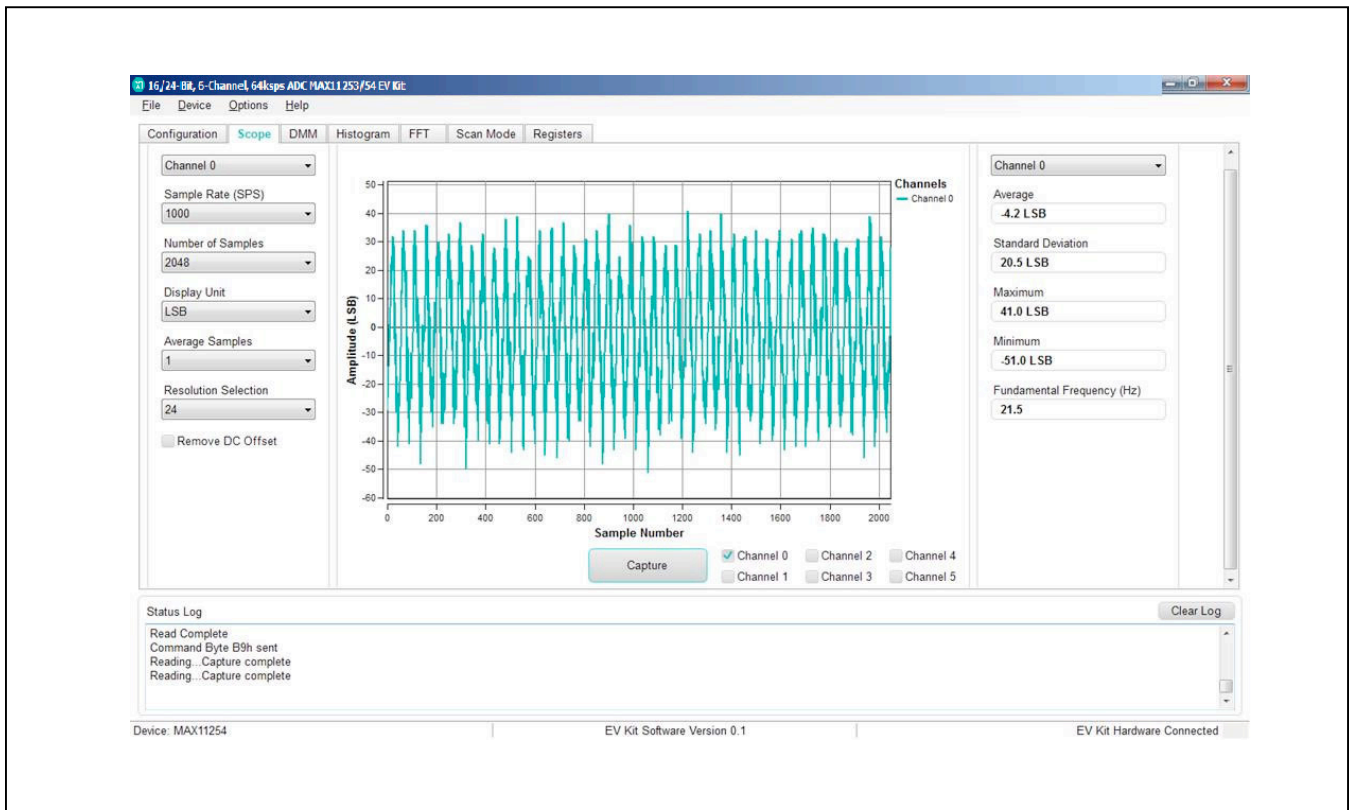 16/24-Bit, 6-Channel, 64ksps ADC MAX11253/54 EV Kit
File Device Options Help
Configuration Scope DMM Histogram FFT Scan Mode Registers
Channel 0
Sample Rate (SPS)
1000
Number of Samples
2048
Display Unit
LSB
Average Samples
1
Resolution Selection
24
Remove DC Offset
Amplitude (LSB)
50
40
30
20
10
0
-10
-20
-30
-40
-50
-60
0 200 400 600 800 1000 1200 1400 1600 1800 2000
Sample Number
Channels
Channel 0
Capture
Channel 0 Channel 2 Channel 4
Channel 1 Channel 3 Channel 5
Channel 0
Average
-4.2 LSB
Standard Deviation
20.5 LSB
Maximum
41.0 LSB
Minimum
-51.0 LSB
Fundamental Frequency (Hz)
21.5
Status Log
Clear Log
Read Complete
Command Byte B9h sent
Reading...Capture complete
Reading...Capture complete
Device: MAX11254 EV Kit Software Version 0.1 EV Kit Hardware Connected